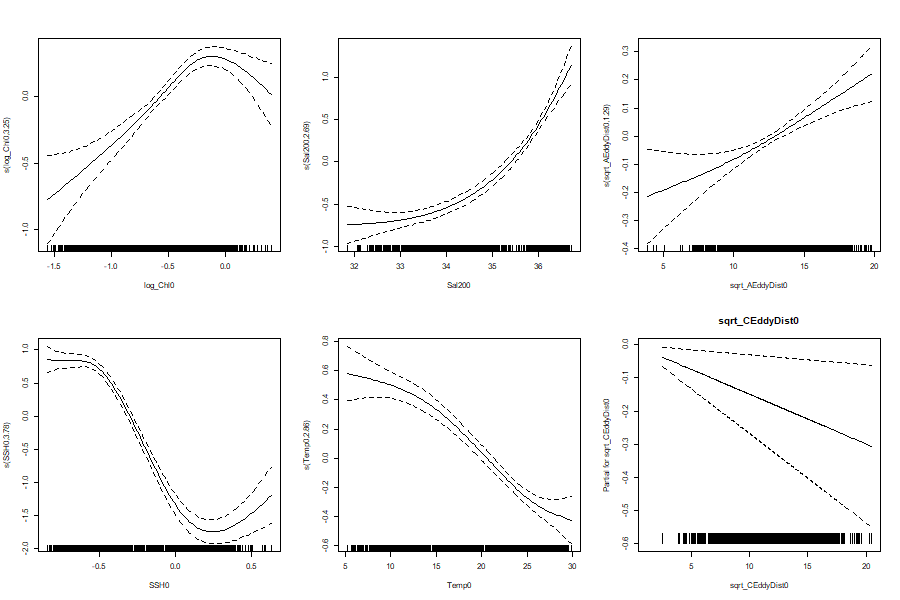 s(log_Chl0,3.25)
0.0
-0.5
-1.0
-1.5 -1.0 -0.5 0.0
log_Chl0
s(Sal200,2.69)
1.0
0.5
0.0
-0.5
-1.0
32 33 34 35 36
Sal200
s(sqrt_AEddyDist0,1.29)
0.3
0.2
0.1
0.0
-0.1
-0.2
-0.3
-0.4
5 10 15 20
sqrt_AEddyDist0
s(SSH0,3.78)
1.0
0.5
0.0
-0.5
-1.0
-1.5
-2.0
-0.5 0.0 0.5
SSH0
s(Temp0,2.86)
0.8
0.6
0.4
0.2
0.0
-0.2
-0.4
-0.6
5 10 15 20 25 30
Temp0
sqrt_CEddyDist0
Partial for sqrt_CEddyDist0
0.0
-0.1
-0.2
-0.3
-0.4
-0.5
-0.6
5 10 15 20
sqrt_CEddyDist0